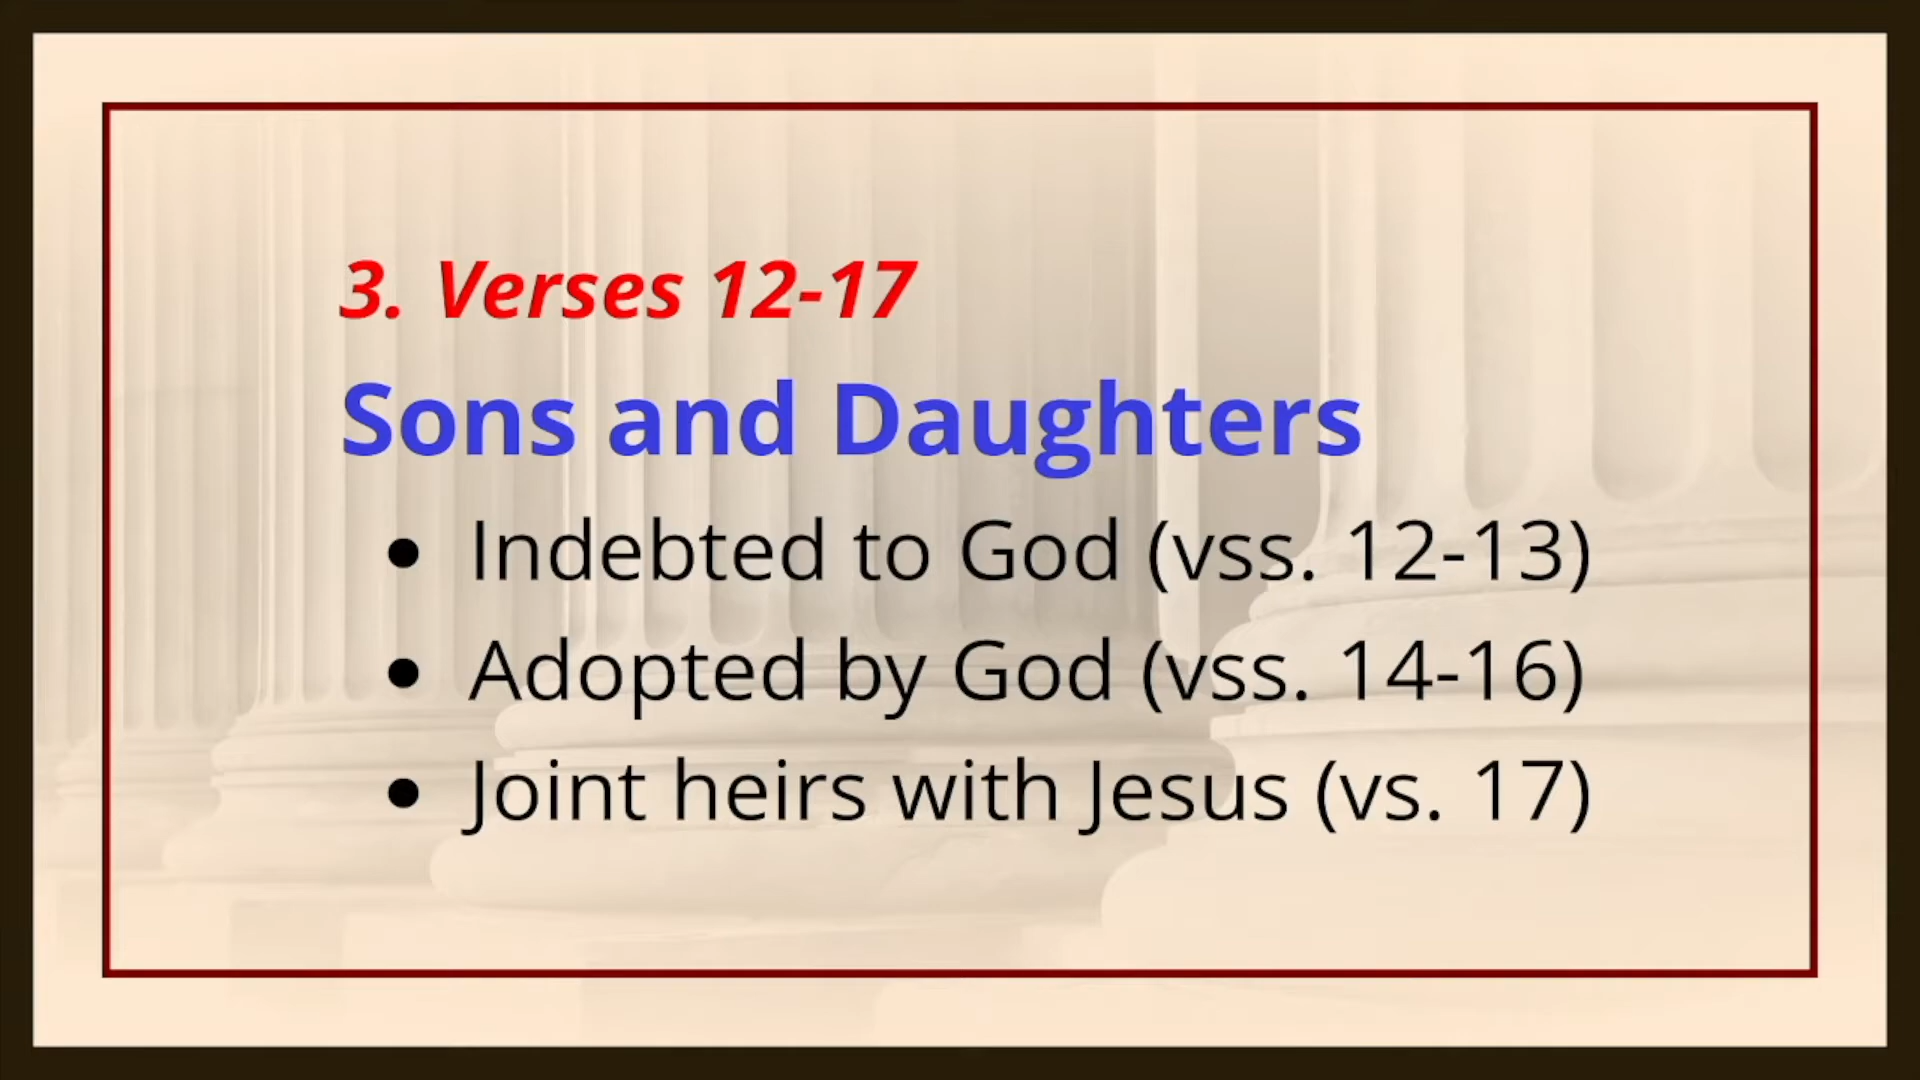 3. Verses 12-17
Sons and Daughters
• Indebted to God (vss. 12-13)
• Adopted by God (vss. 14-16)
• Joint heirs with Jesus (vs. 17)